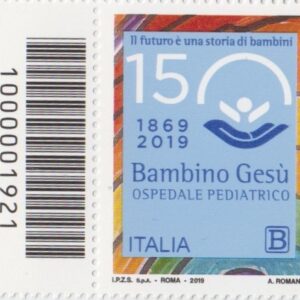 1000001921
Il futuro è una storia di bambini
150
1869
2019
Bambino Gesù
OSPEDALE PEDIATRICO
ITALIA B
I.P.Z.S. S.p.A. - ROMA - 2019 A. ROMAN